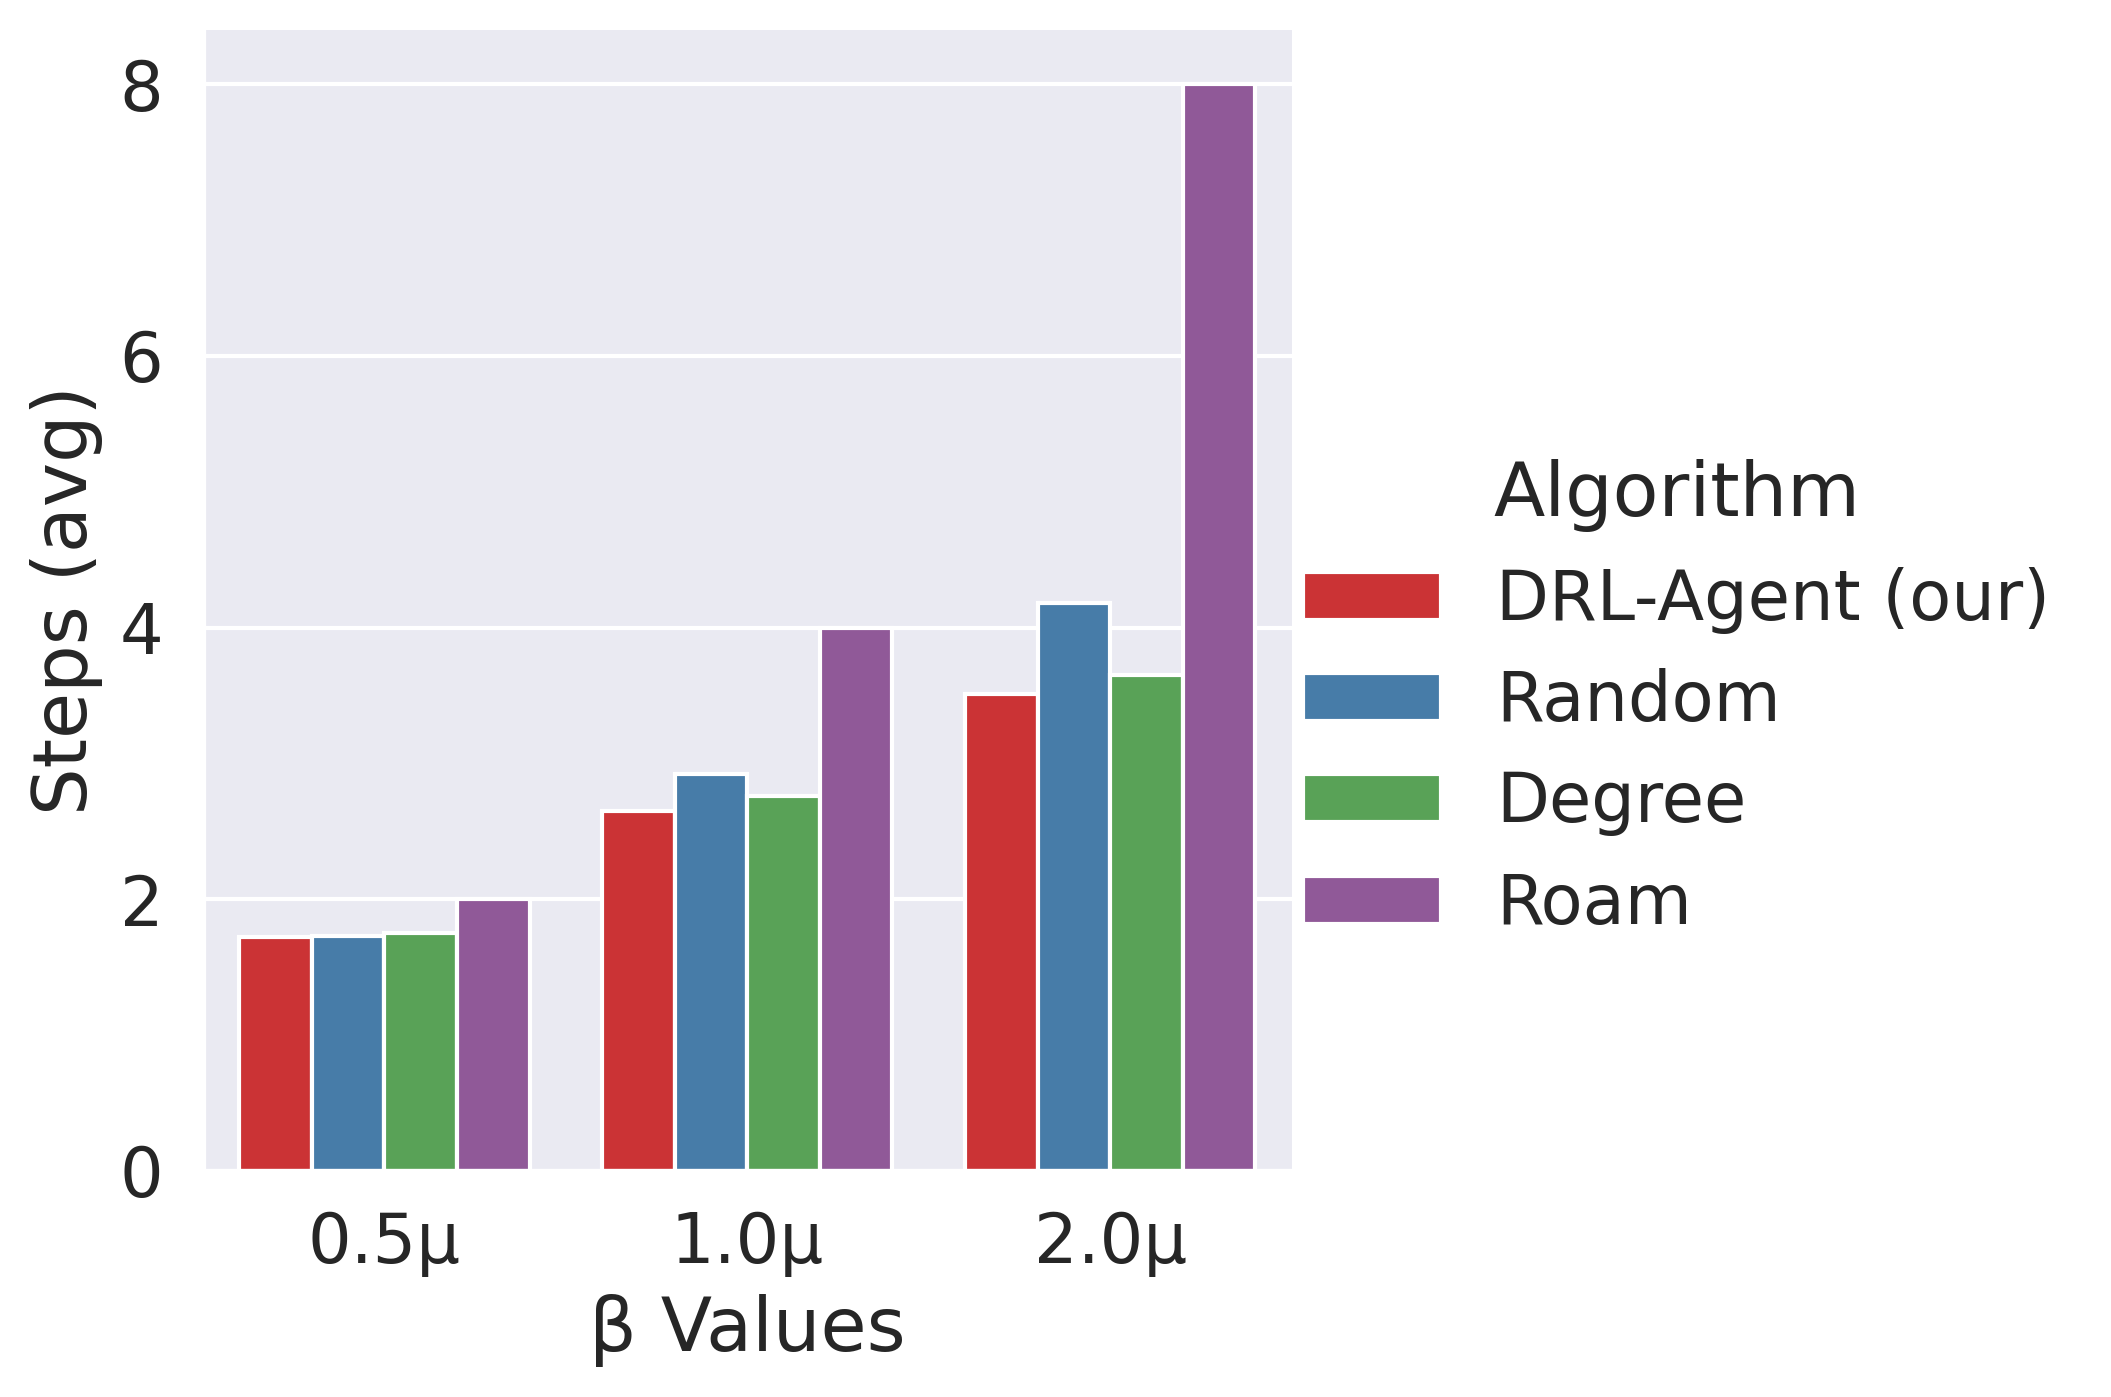 8
6
4
2
0
Steps (avg)
0.5μ 1.0μ 2.0μ
β Values
Algorithm
DRL-Agent (our)
Random
Degree
Roam